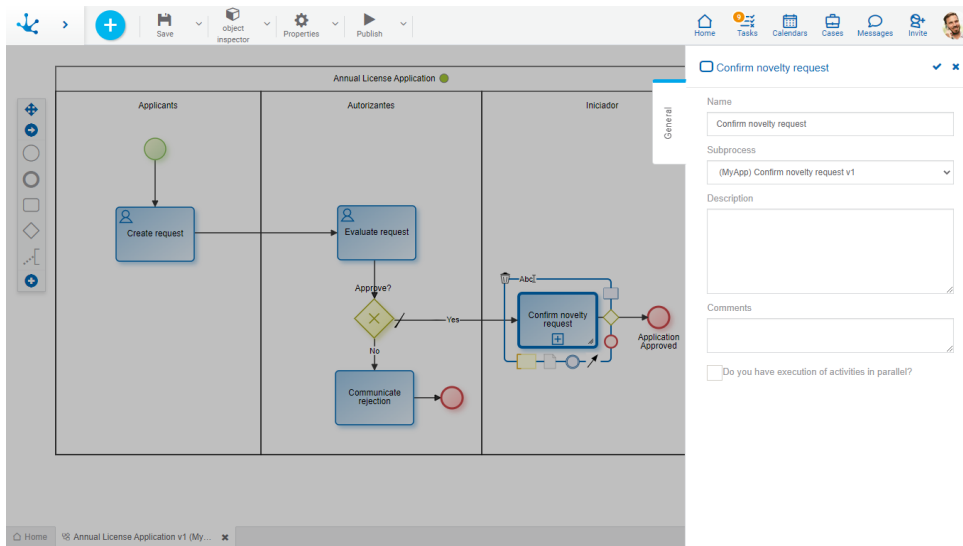 Save
object
inspector
Properties
Publish
Home
9
Tasks
Calendars
Cases
Messages
Invite
Annual License Application
Applicants
Autorizantes
Iniciador
Create request
Evaluate request
Approve?
Yes
No
Communicate
rejection
Abc
Confirm novelty
request
Application
Approved
General
Confirm novelty request
Name
Confirm novelty request
Subprocess
(MyApp) Confirm novelty request v1
Description
Comments
Do you have execution of activities in parallel?
Home
Annual License Application v1 (My...